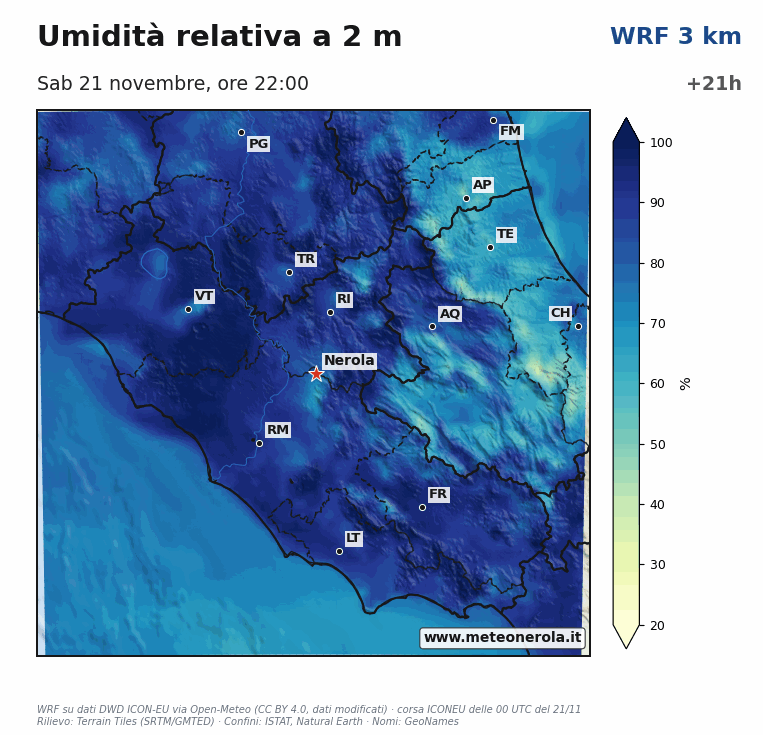 Umidità relativa a 2 m
WRF 3 km
Sab 21 novembre, ore 22:00
+21h
FM
PG
AP
TE
TR
VT
RI
AQ
CH
Nerola
RM
FR
LT
100
90
80
70
60
50
40
30
20
%
www.meteonerola.it
WRF su dati DWD ICON-EU via Open-Meteo (CC BY 4.0, dati modificati) · corsa ICONEU delle 00 UTC del 21/11
Rilievo: Terrain Tiles (SRTM/GMTED) · Confini: ISTAT, Natural Earth · Nomi: GeoNames